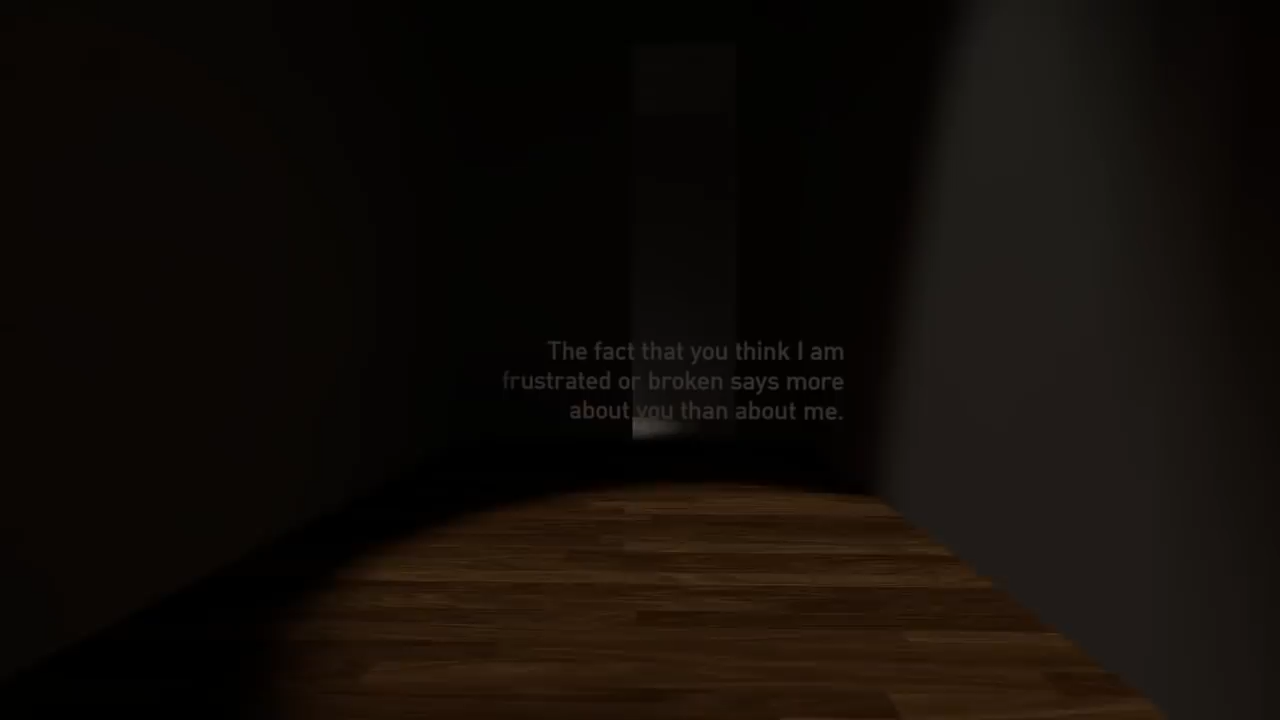 The fact that you think I am
frustrated or broken says more
about you than about me.